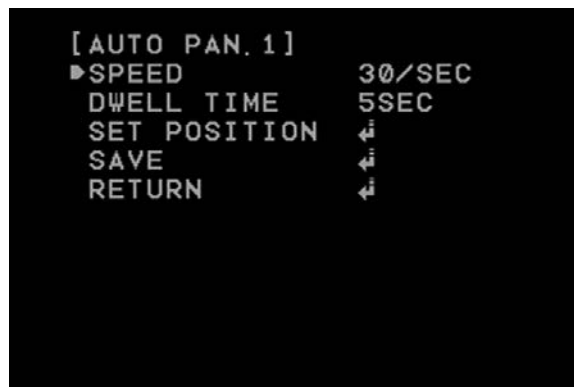 [AUTO PAN.1]
SPEED 30/SEC
DWELL TIME 5SEC
SET POSITION ↲
SAVE ↲
RETURN ↲